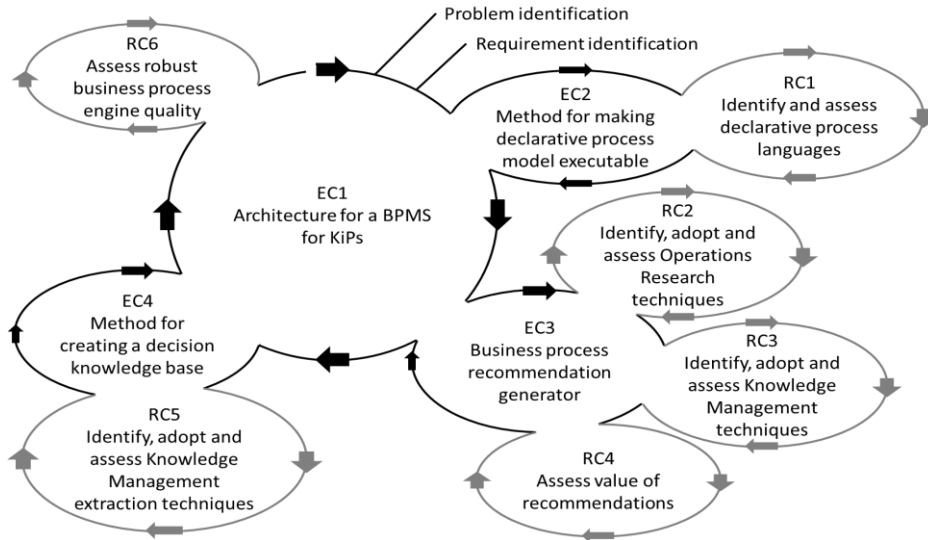 Problem identification
Requirement identification
RC6
Assess robust
business process
engine quality
EC2
Method for making
declarative process
model executable
RC1
Identify and assess
declarative process
languages
EC1
Architecture for a BPMS
for KiPs
RC2
Identify, adopt and
assess Operations
Research
techniques
EC4
Method for
creating a decision
knowledge base
EC3
Business process
recommendation
generator
RC3
Identify, adopt and
assess Knowledge
Management
techniques
RC5
Identify, adopt and
assess Knowledge
Management
extraction techniques
RC4
Assess value of
recommendations